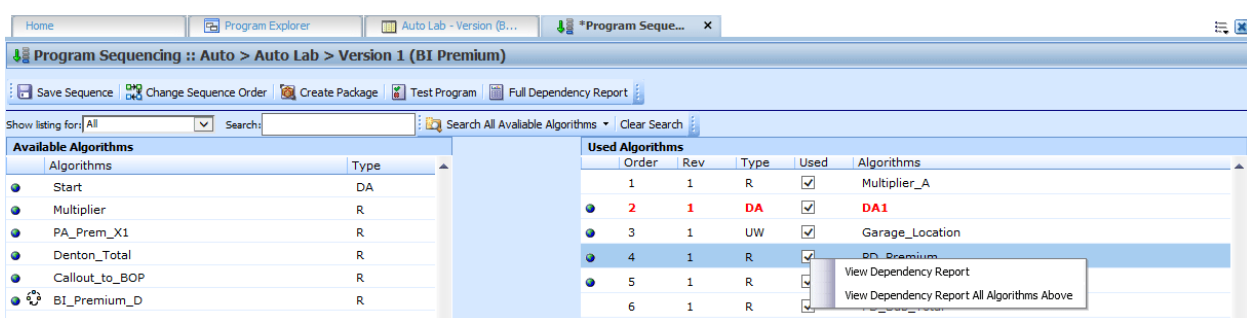 Home Program Explorer Auto Lab - Version (B... *Program Seque... x
Program Sequencing :: Auto > Auto Lab > Version 1 (BI Premium)
Save Sequence Change Sequence Order Create Package Test Program Full Dependency Report
Show listing for: All Search: Search All Avaliable Algorithms Clear Search
Available Algorithms Used Algorithms
Algorithms Type Order Rev Type Used Algorithms
Start DA 1 1 R Multiplier_A
Multiplier R 2 1 DA DA1
PA_Prem_X1 R 3 1 UW Garage_Location
Denton_Total R 4 1 R PD_Premium
View Dependency Report
Callout_to_BOP R 5 1 R
View Dependency Report All Algorithms Above
BI_Premium_D R 6 1 R